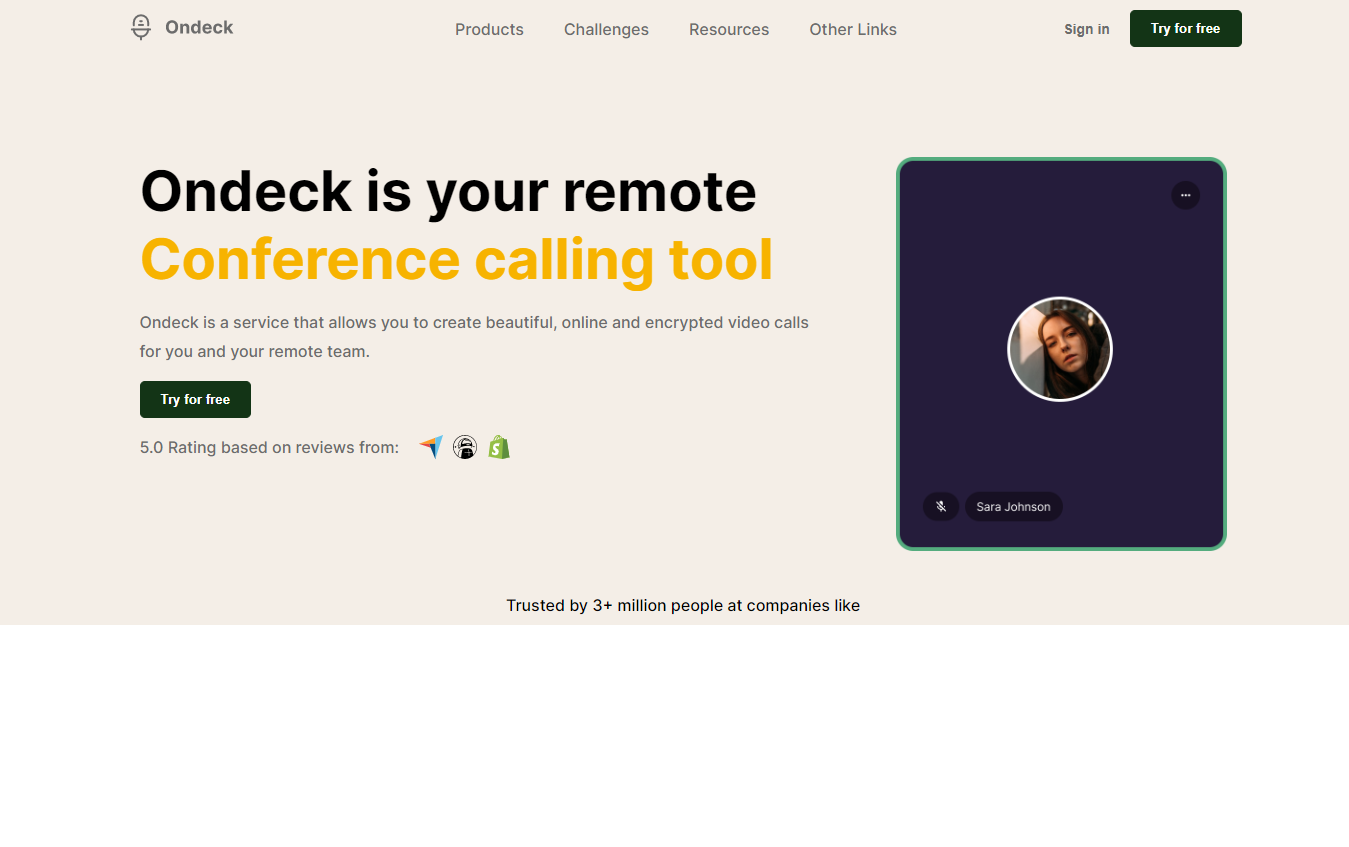 Ondeck
Products
Challenges
Resources
Other Links
Sign in
Try for free
Ondeck is your remote
Conference calling tool
Ondeck is a service that allows you to create beautiful, online and encrypted video calls
for you and your remote team.
Try for free
5.0 Rating based on reviews from:
Sara Johnson
Trusted by 3+ million people at companies like